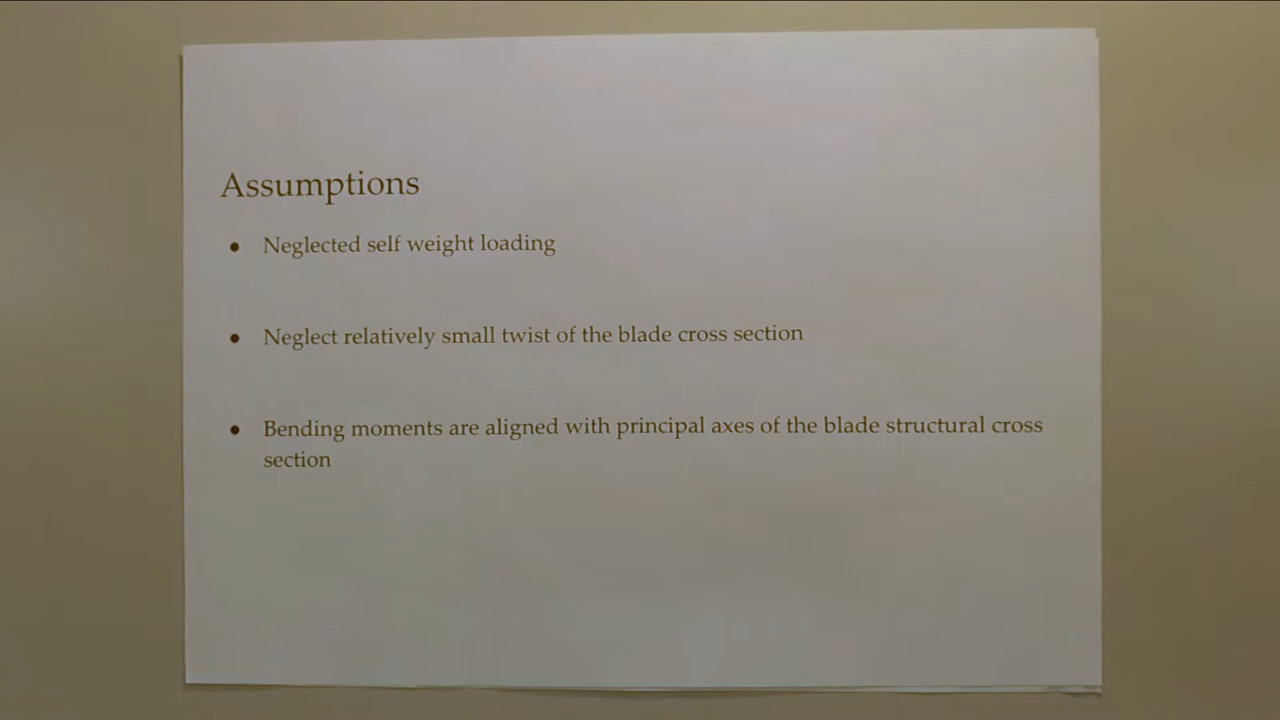 Assumptions
● Neglected self weight loading
● Neglect relatively small twist of the blade cross section
● Bending moments are aligned with principal axes of the blade structural cross
section